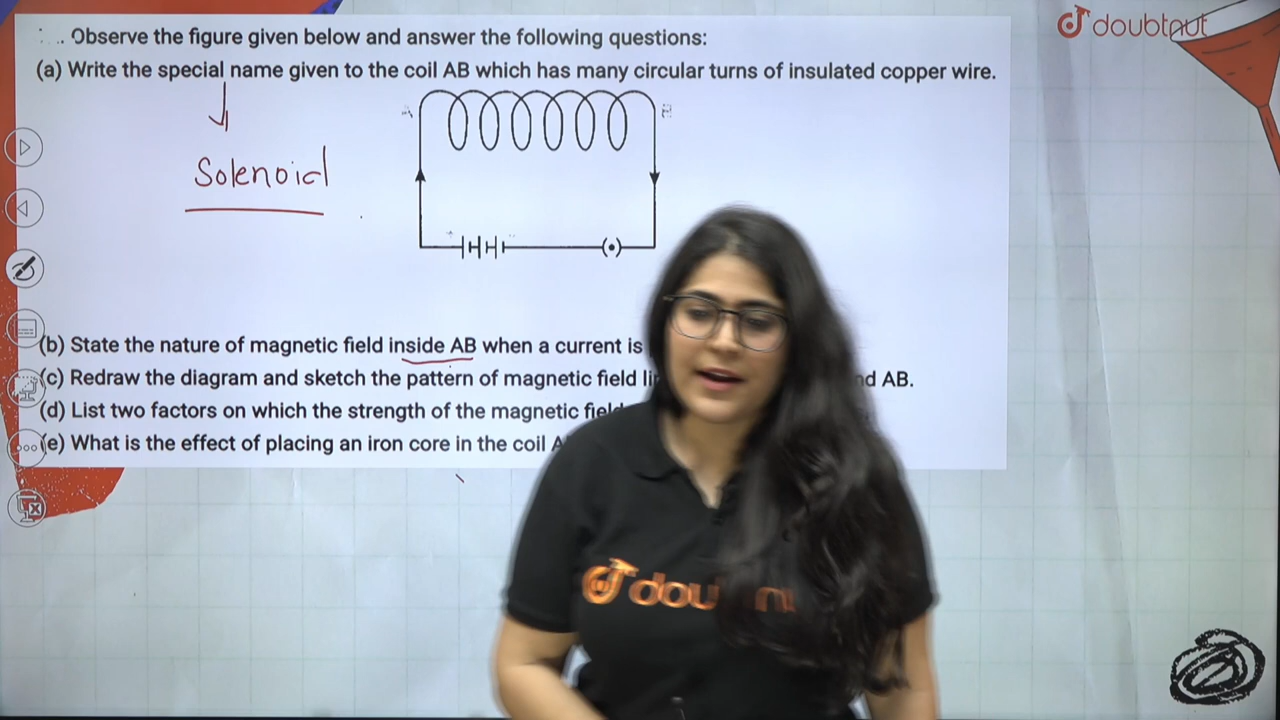 doubtnut
Observe the figure given below and answer the following questions:
(a) Write the special name given to the coil AB which has many circular turns of insulated copper wire.
A
B
Solenoid
(b) State the nature of magnetic field inside AB when a current is
(c) Redraw the diagram and sketch the pattern of magnetic field AB.
(d) List two factors on which the strength of the magnetic
(e) What is the effect of placing an iron core in the coil